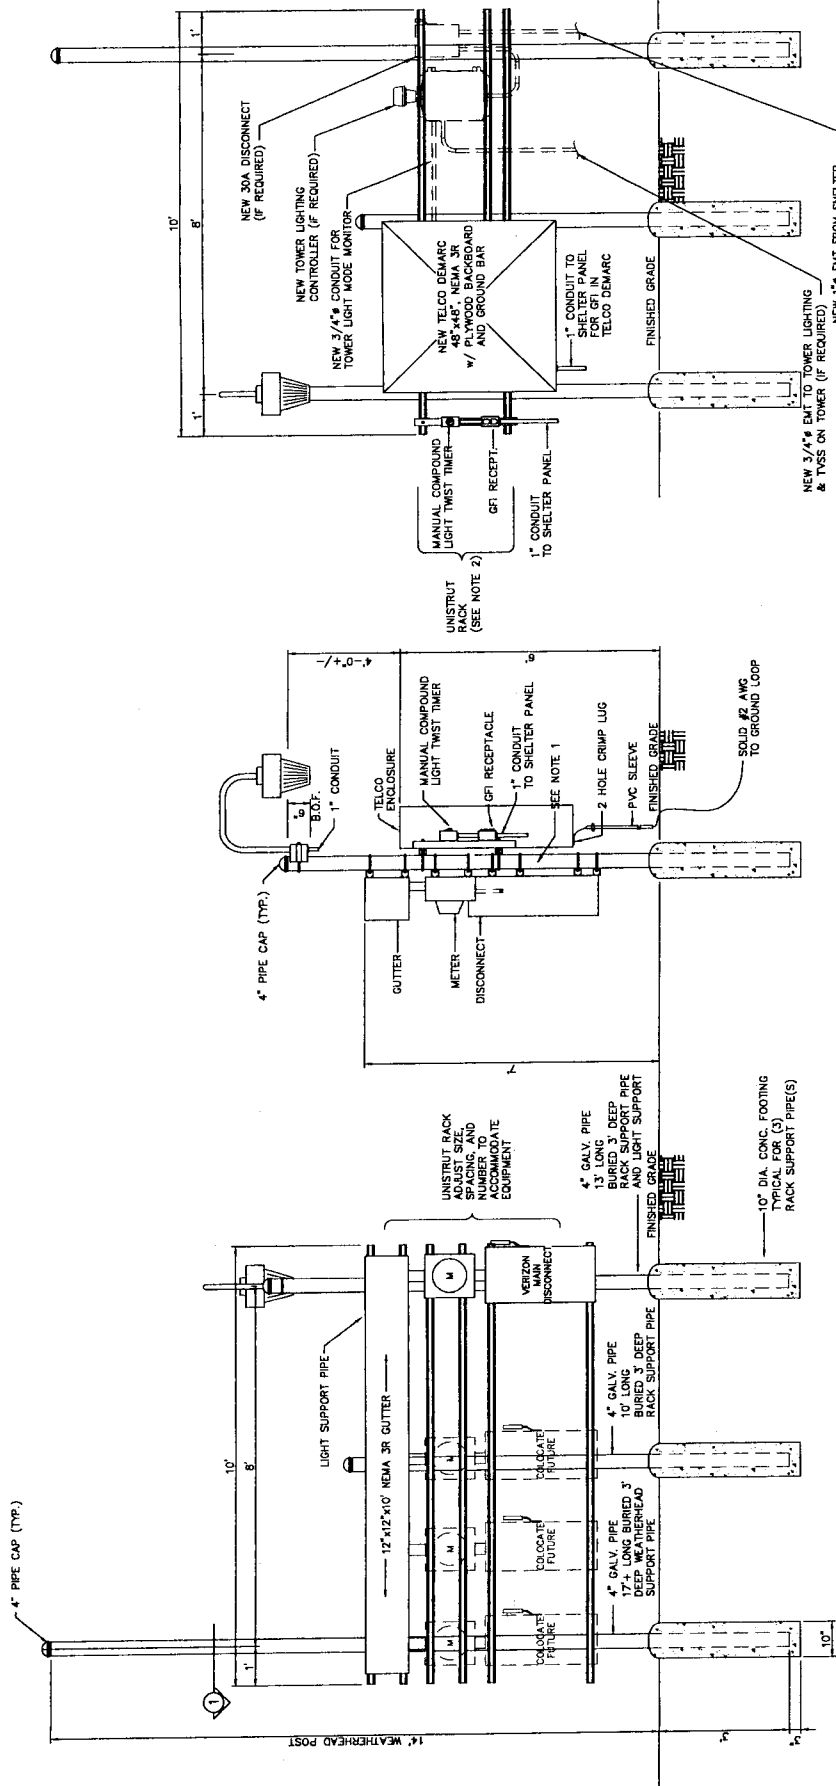 4" PIPE CAP (TYP.)
10'
8'
1'
1
14' WEATHERHEAD POST
LIGHT SUPPORT PIPE
12"x12"x10' NEMA 3R GUTTER
M
M
M
M
COLOCATE
FUTURE
COLOCATE
FUTURE
COLOCATE
FUTURE
VERIZON
MAIN
DISCONNECT
UNISTRUT RACK
ADJUST SIZE,
SPACING, AND
NUMBER TO
ACCOMMODATE
EQUIPMENT
4" GALV. PIPE
17'+ LONG BURIED 3'
DEEP WEATHERHEAD
SUPPORT PIPE
4" GALV. PIPE
10' LONG
BURIED 3' DEEP
RACK SUPPORT PIPE
4" GALV. PIPE
13' LONG
BURIED 3' DEEP
RACK SUPPORT PIPE
AND LIGHT SUPPORT
FINISHED GRADE
10" DIA. CONC. FOOTING
TYPICAL FOR (3)
RACK SUPPORT PIPE(S)
3'
3"
10"
4" PIPE CAP (TYP.)
6"
B.O.F.
1" CONDUIT
4'-0"+/-
TELCO
ENCLOSURE
MANUAL COMPOUND
LIGHT TWIST TIMER
GUTTER
METER
DISCONNECT
GFI RECEPTACLE
1" CONDUIT
TO SHELTER PANEL
SEE NOTE 1
2 HOLE CRIMP LUG
PVC SLEEVE
FINISHED GRADE
SOLID #2 AWG
TO GROUND LOOP
7'
6'
10'
1'
8'
1'
NEW 30A DISCONNECT
(IF REQUIRED)
NEW TOWER LIGHTING
CONTROLLER (IF REQUIRED)
NEW 3/4"ø CONDUIT FOR
TOWER LIGHT MODE MONITOR
NEW TELCO DEMARC
48"x48", NEMA 3R
w/ PLYWOOD BACKBOARD
AND GROUND BAR
MANUAL COMPOUND
LIGHT TWIST TIMER
GFI RECEPT.
1" CONDUIT
TO SHELTER PANEL
UNISTRUT
RACK
(SEE NOTE 2)
1" CONDUIT TO
SHELTER PANEL
FOR GFI IN
TELCO DEMARC
FINISHED GRADE
NEW 3/4"ø EMT TO TOWER LIGHTING
& TVSS ON TOWER (IF REQUIRED)